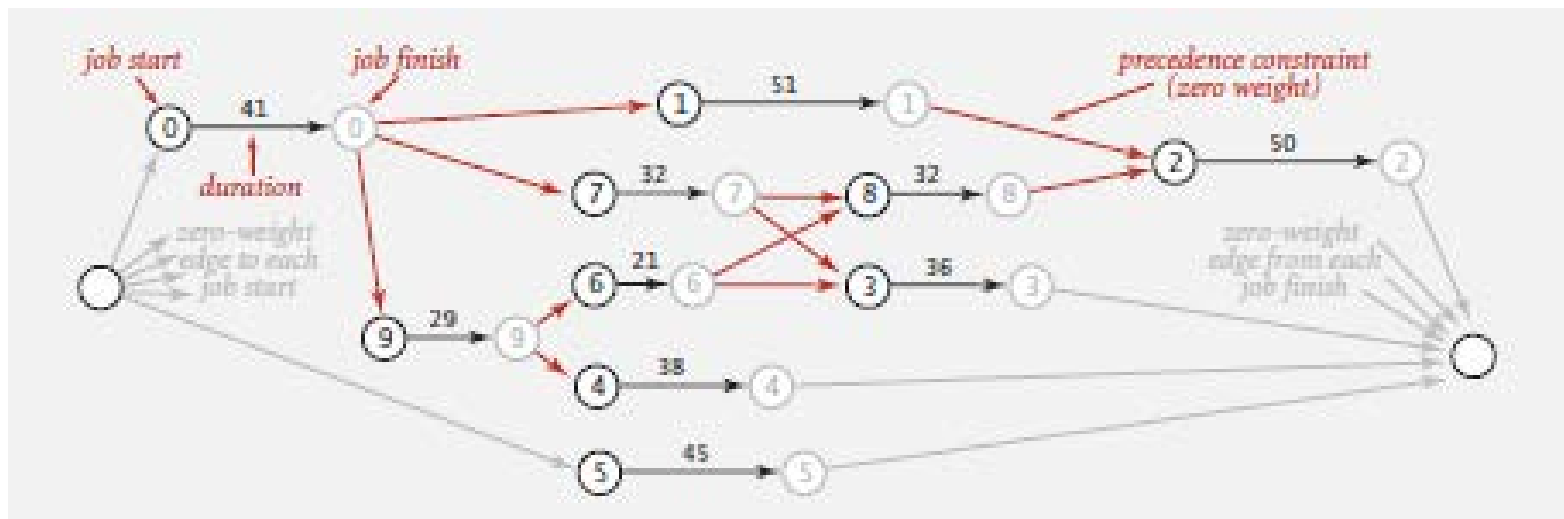 job start
job finish
precedence constraint
(zero weight)
41
51
0
0
1
1
50
2
2
duration
32
32
7
7
8
8
zero-weight
edge to each
job start
zero-weight
edge from each
job finish
21
36
6
6
3
3
29
9
9
38
4
4
45
5
5